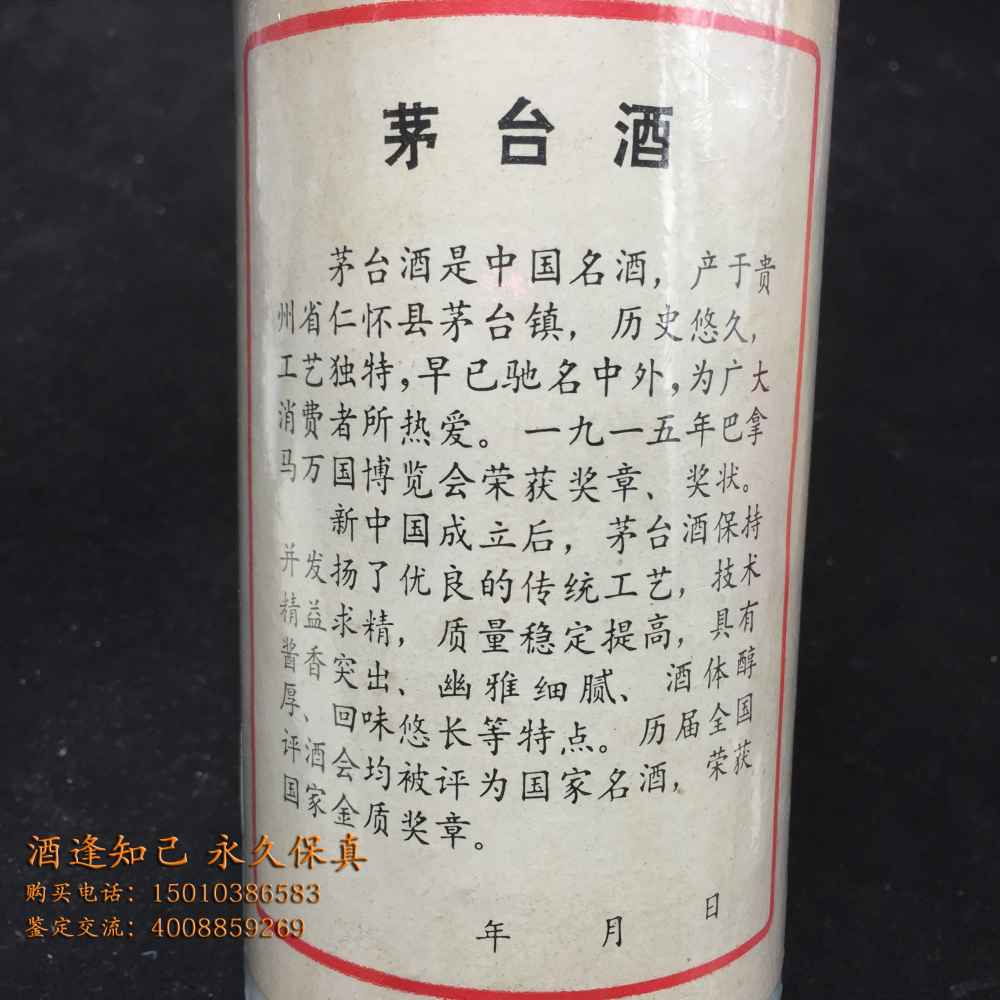 茅台酒
茅台酒是中国名酒，产于贵
州省仁怀县茅台镇，历史悠久，
工艺独特，早已驰名中外，为广大
消费者所热爱。一九一五年巴拿
马万国博览会荣获奖章、奖状。
新中国成立后，茅台酒保持
并发扬了优良的传统工艺，技术
精益求精，质量稳定提高，具有
酱香突出、幽雅细腻、酒体醇
厚、回味悠长等特点。历届全国
评酒会均被评为国家名酒，荣获
国家金质奖章。
年 月 日
酒逢知己 永久保真
购买电话：15010386583
鉴定交流：4008859269